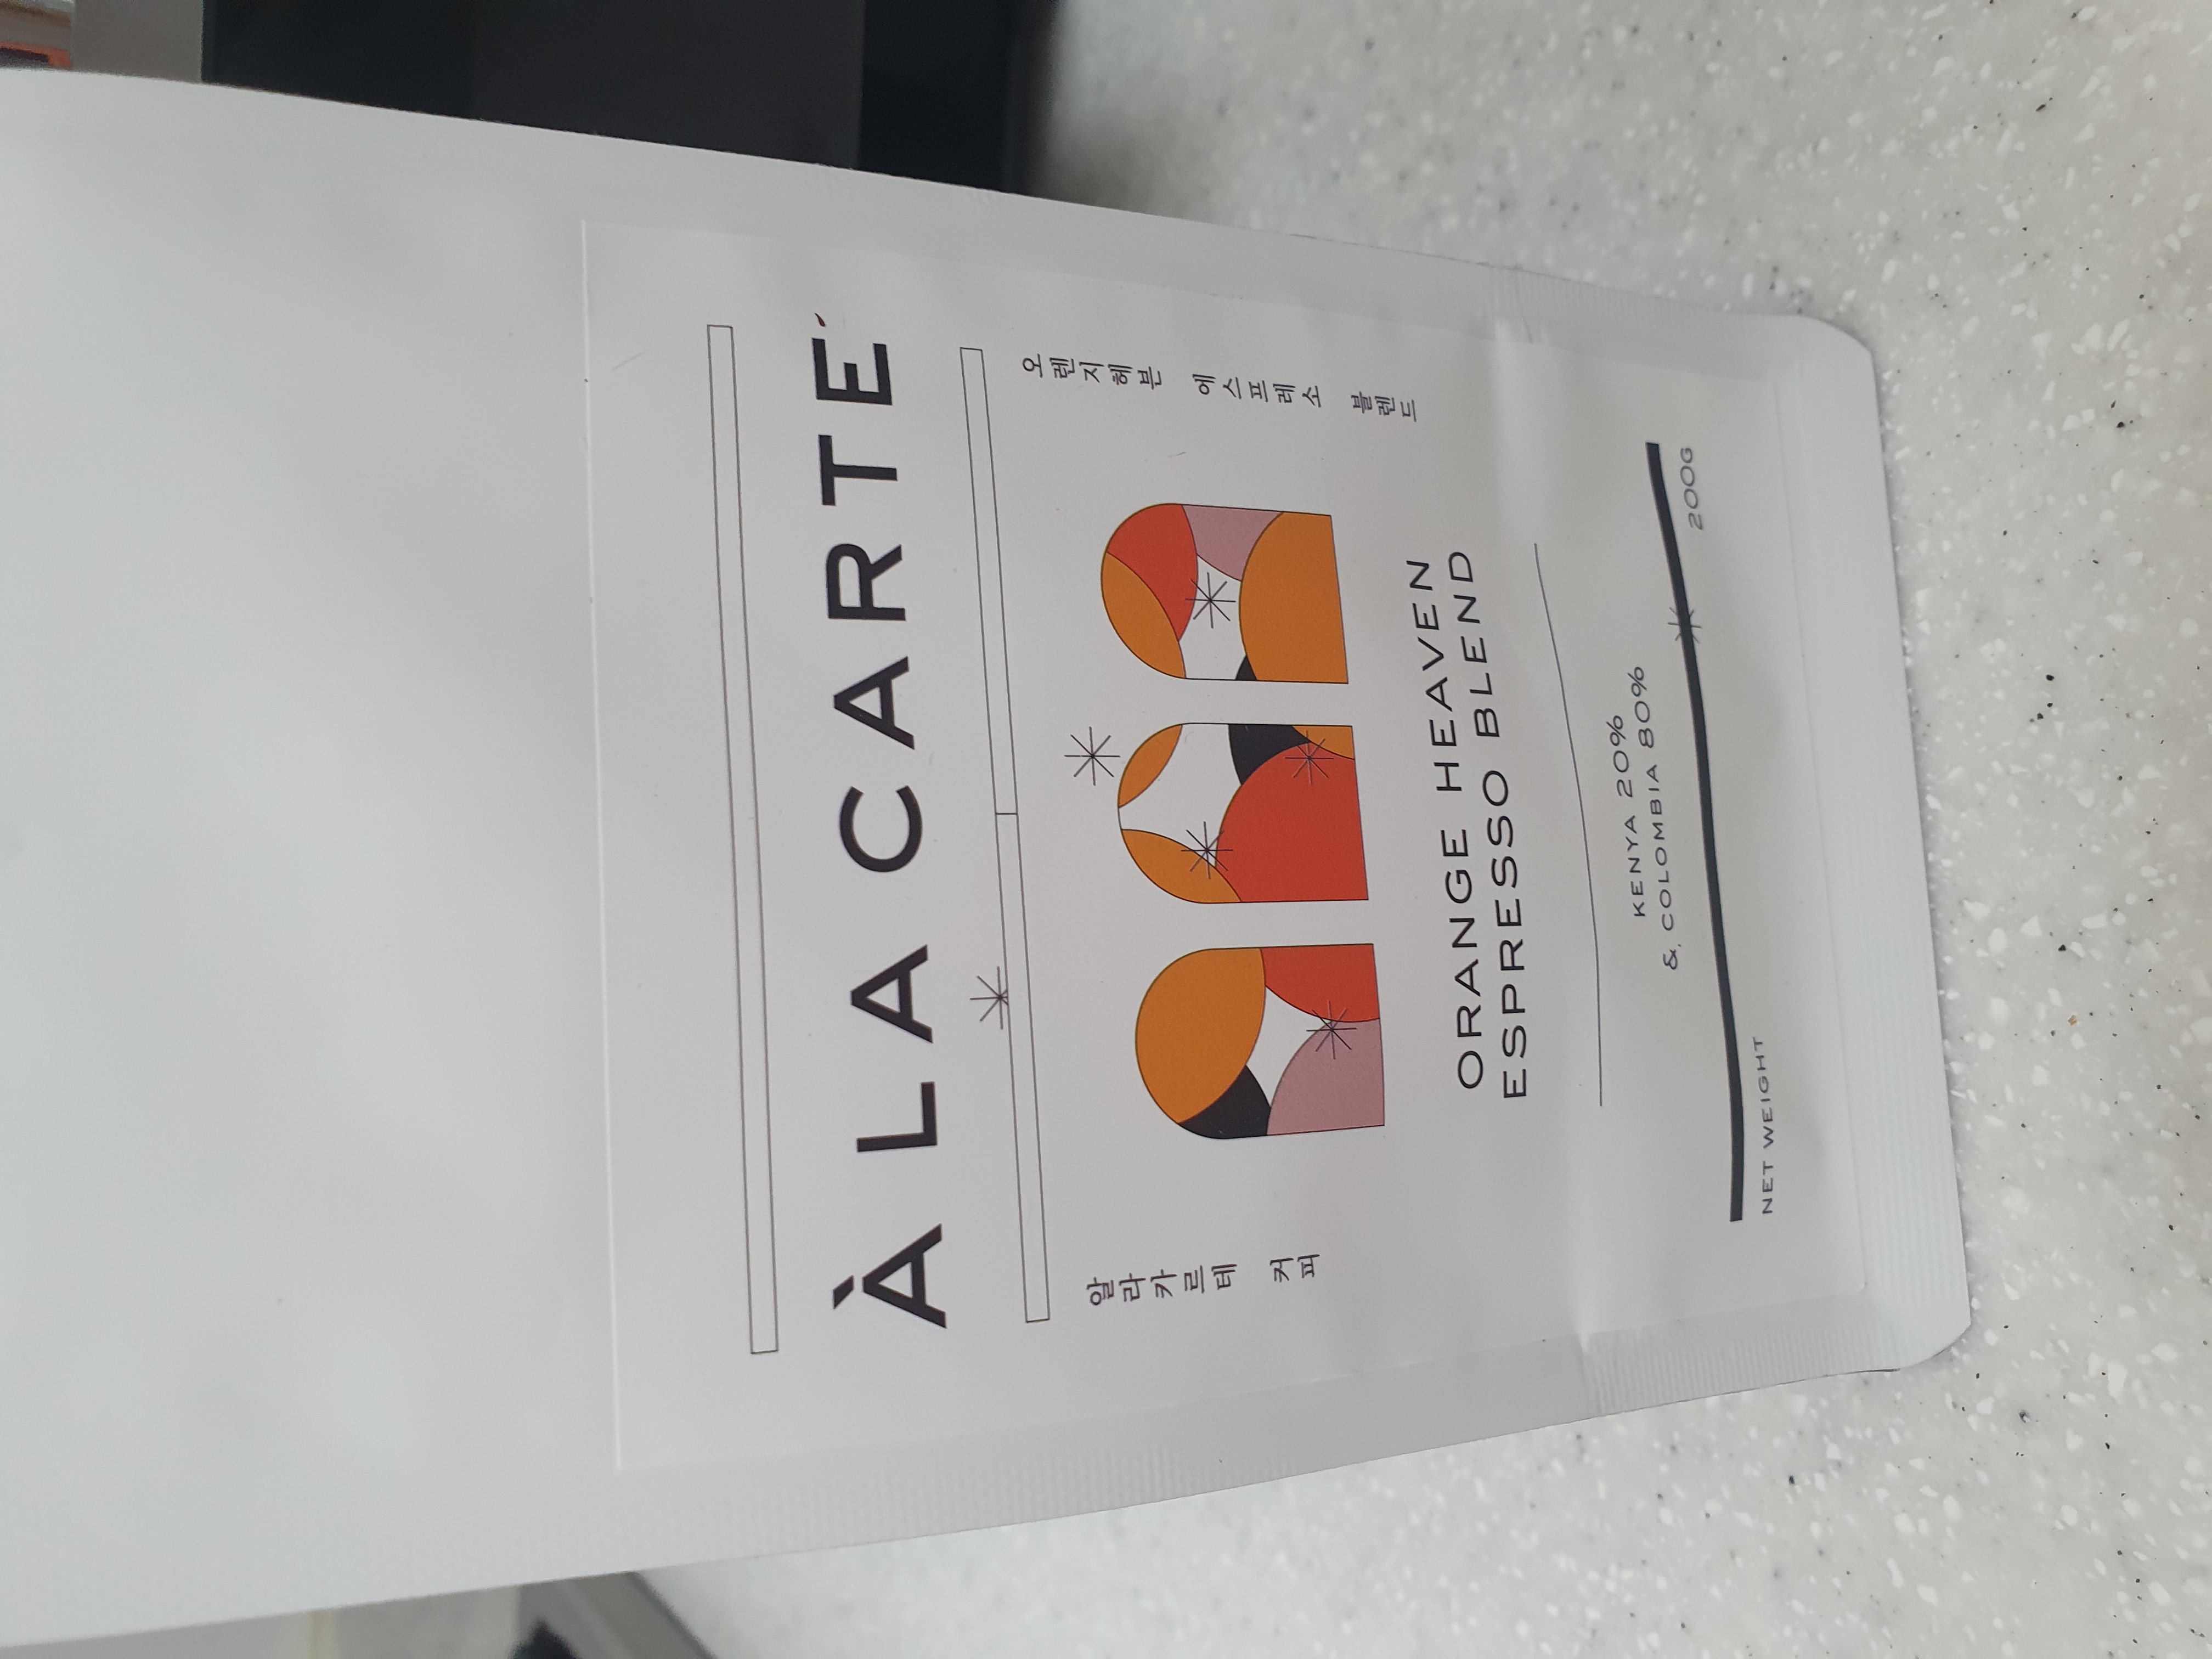 À LA CARTE
알라카르테 커피
오렌지헤븐 에스프레소 블렌드
ORANGE HEAVEN
ESPRESSO BLEND
KENYA 20%
& COLOMBIA 80%
NET WEIGHT
200G